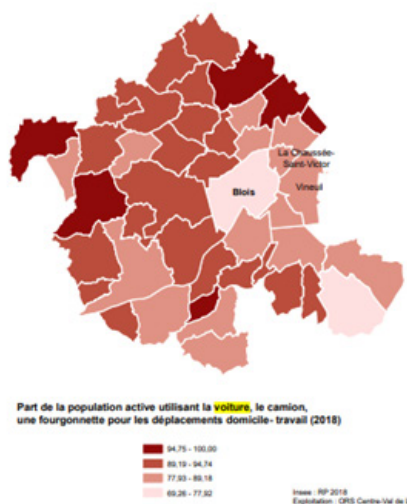 La Chaussée-
Saint-Victor
Blois
Vineuil
Part de la population active utilisant la voiture, le camion,
une fourgonnette pour les déplacements domicile- travail (2018)
94,75 - 100,00
89,19 - 94,74
77,93 - 89,18
69,26 - 77,92
Insee : RP 2018
Exploitation : ORS Centre-Val de